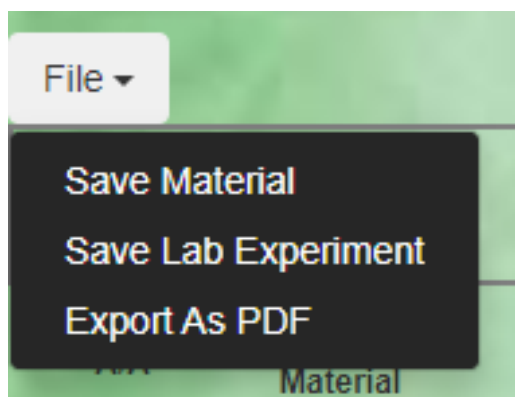 File
Save Material
Save Lab Experiment
Export As PDF
Material